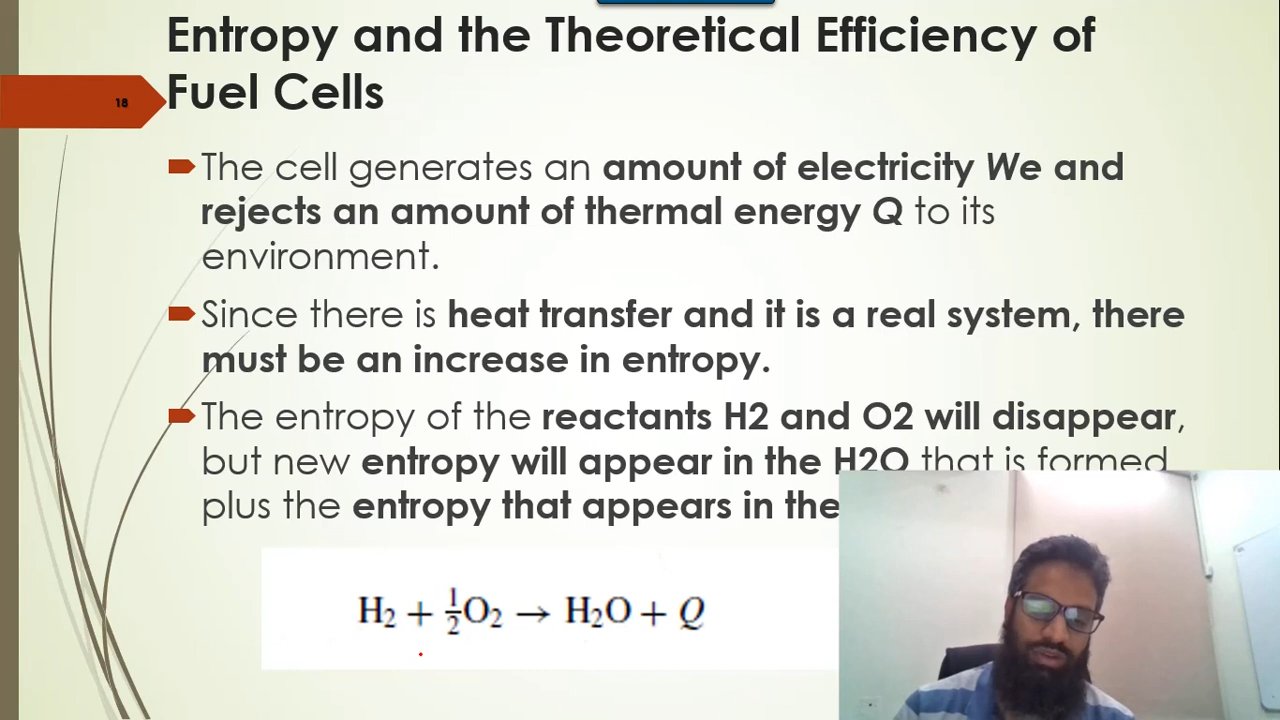 Entropy and the Theoretical Efficiency of
Fuel Cells
18
The cell generates an amount of electricity We and
rejects an amount of thermal energy Q to its
environment.
Since there is heat transfer and it is a real system, there
must be an increase in entropy.
The entropy of the reactants H2 and O2 will disappear,
but new entropy will appear in the H2O that is formed
plus the entropy that appears in the
H₂ + ½O₂ → H₂O + Q